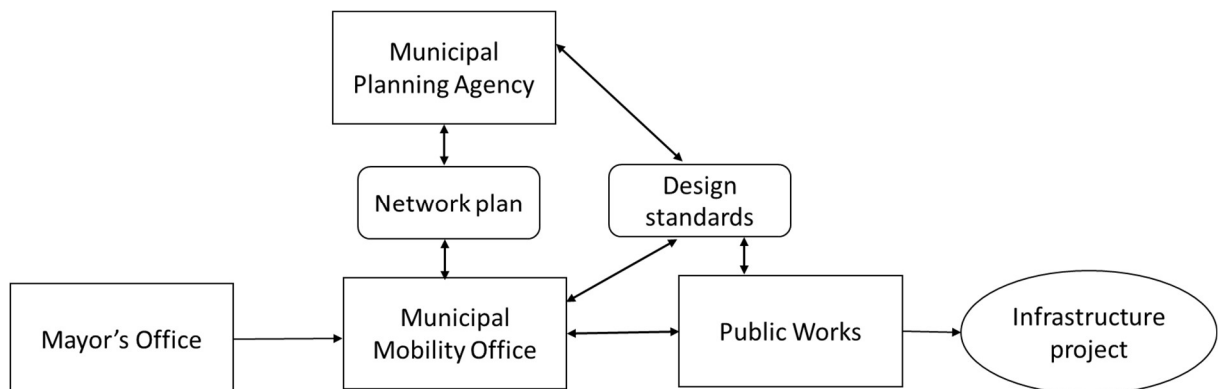 Municipal
Planning Agency
Network plan
Design
standards
Mayor’s Office
Municipal
Mobility Office
Public Works
Infrastructure
project